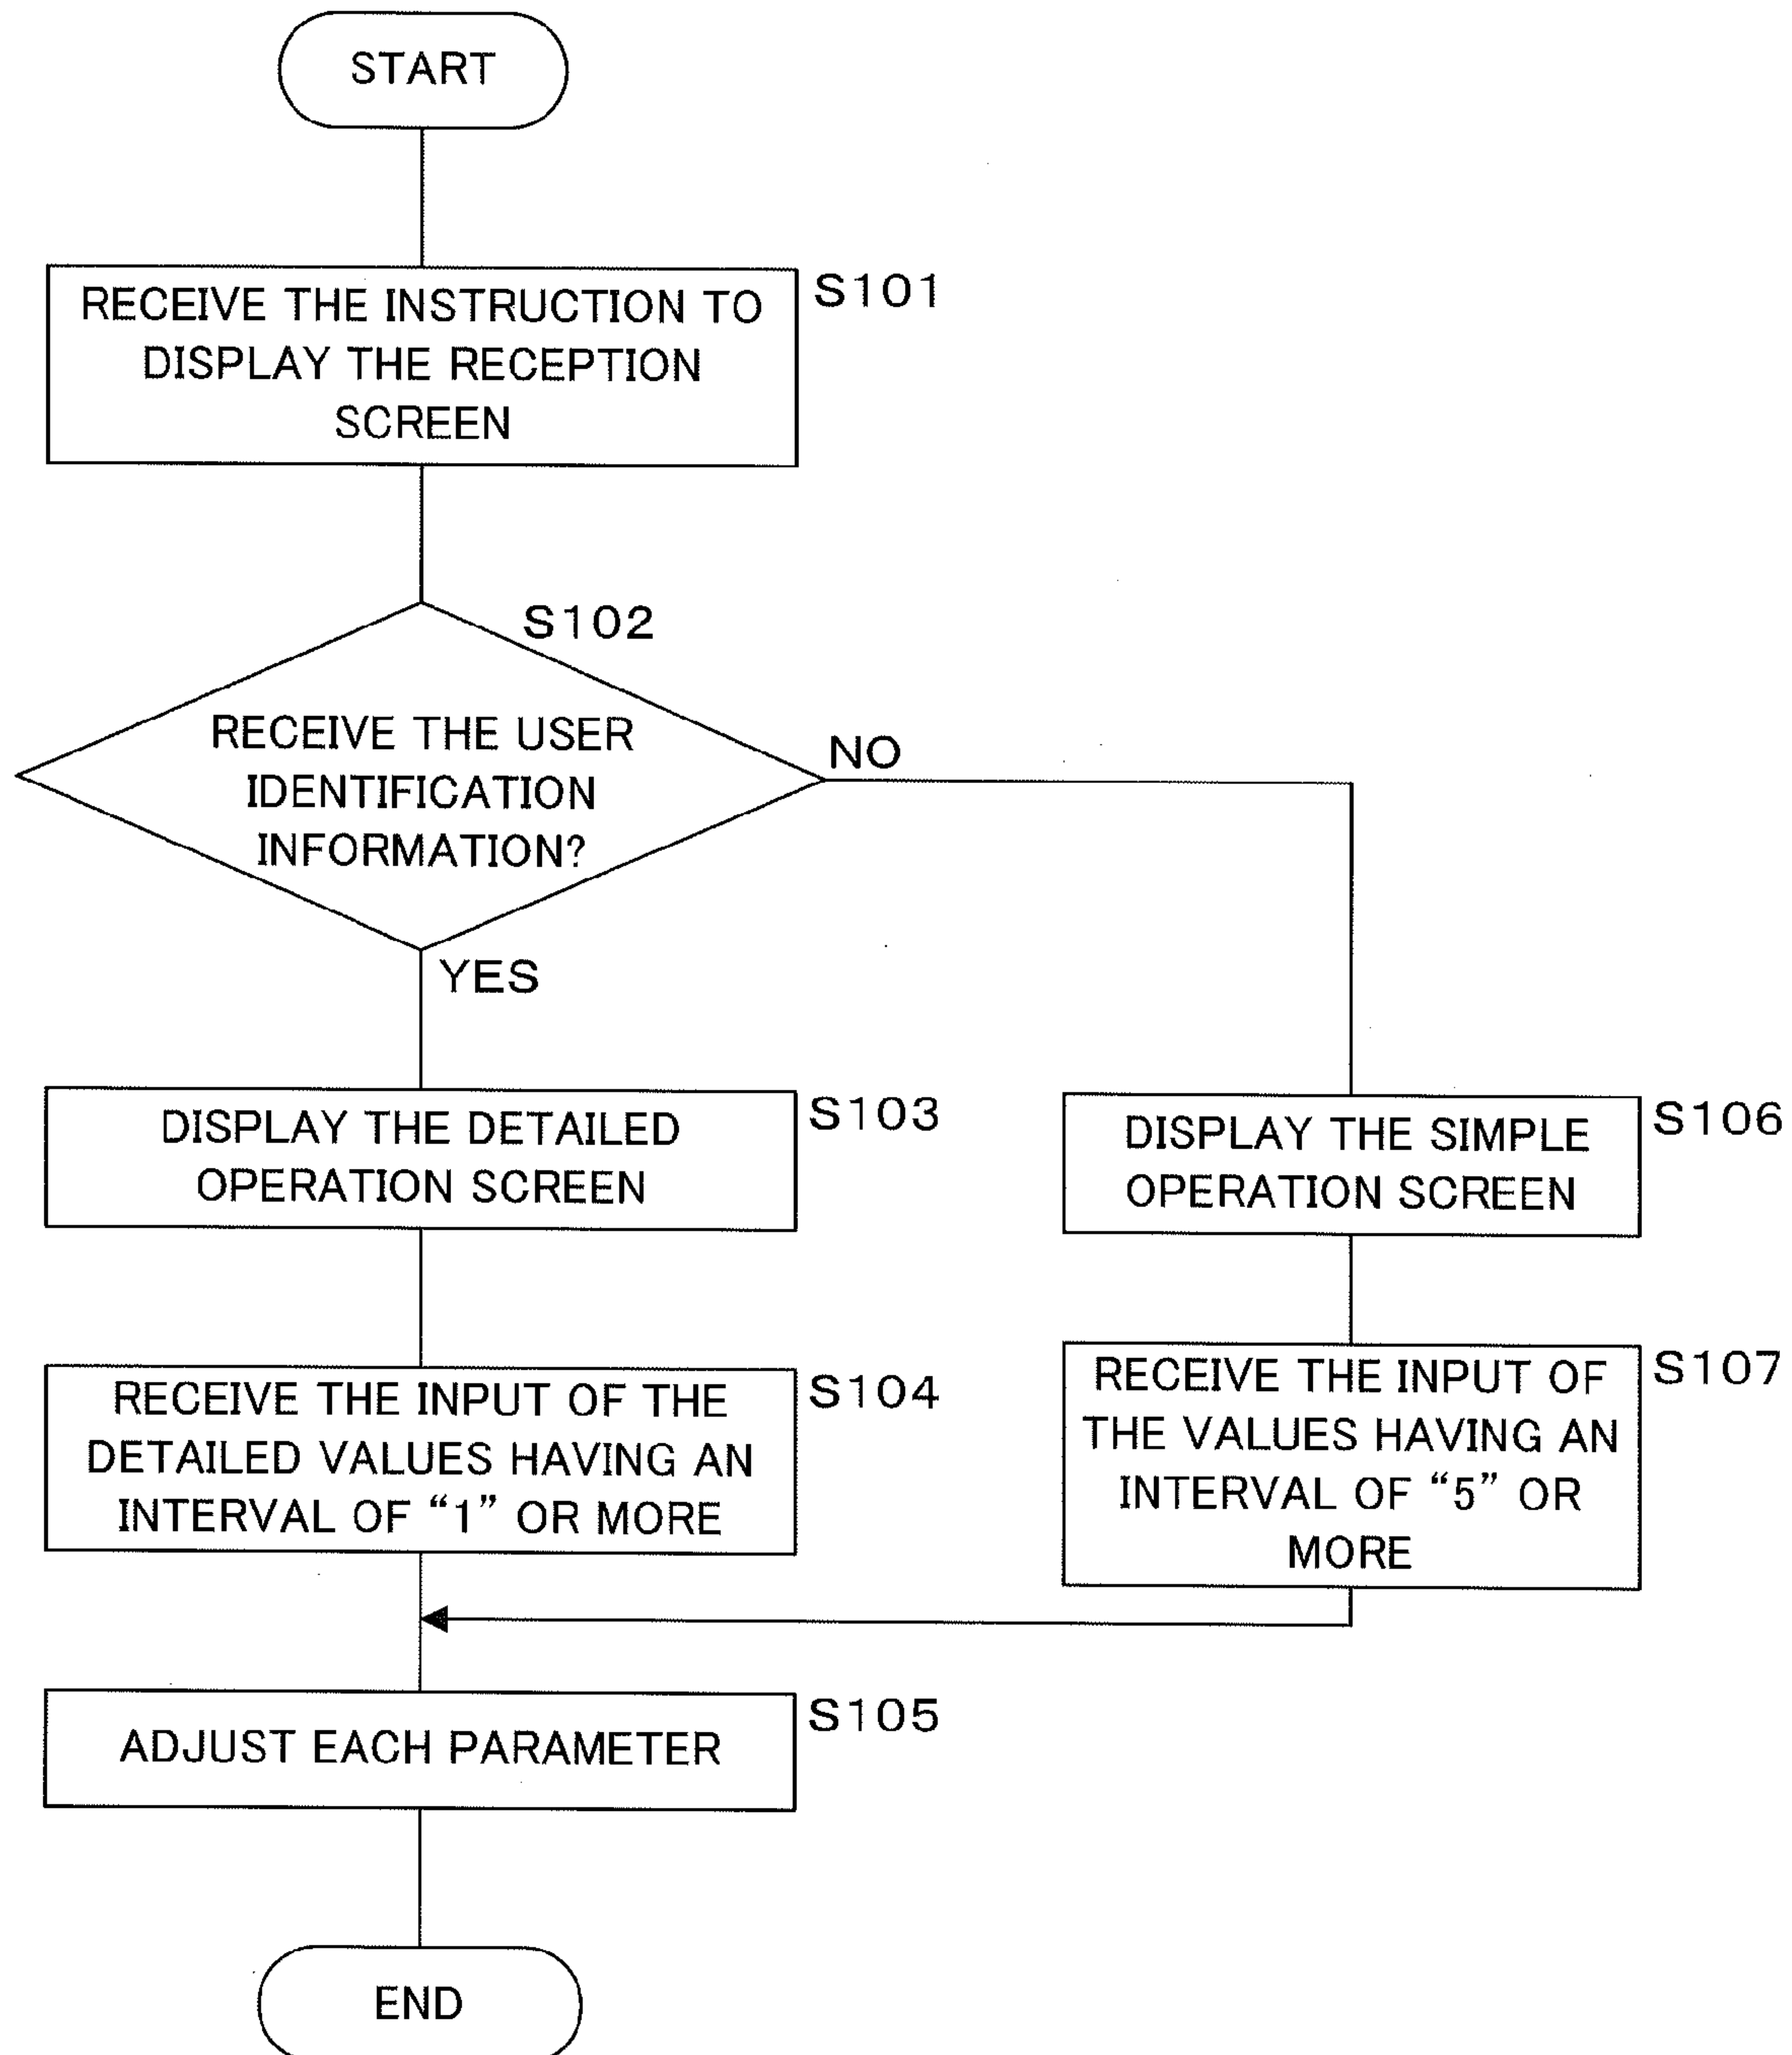 START
RECEIVE THE INSTRUCTION TO
DISPLAY THE RECEPTION
SCREEN
S101
S102
RECEIVE THE USER
IDENTIFICATION
INFORMATION?
NO
YES
DISPLAY THE DETAILED
OPERATION SCREEN
S103
DISPLAY THE SIMPLE
OPERATION SCREEN
S106
RECEIVE THE INPUT OF THE
DETAILED VALUES HAVING AN
INTERVAL OF “1” OR MORE
S104
RECEIVE THE INPUT OF
THE VALUES HAVING AN
INTERVAL OF “5” OR
MORE
S107
ADJUST EACH PARAMETER
S105
END